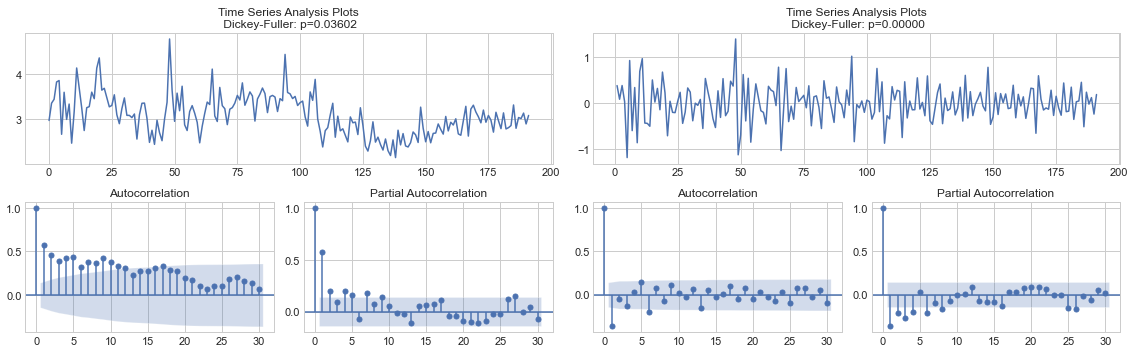 Time Series Analysis Plots
Dickey-Fuller: p=0.03602
4
3
0 25 50 75 100 125 150 175 200
Time Series Analysis Plots
Dickey-Fuller: p=0.00000
1
0
−1
0 25 50 75 100 125 150 175 200
Autocorrelation
1.0
0.5
0.0
0 5 10 15 20 25 30
Partial Autocorrelation
1.0
0.5
0.0
0 5 10 15 20 25 30
Autocorrelation
1.0
0.5
0.0
0 5 10 15 20 25 30
Partial Autocorrelation
1.0
0.5
0.0
0 5 10 15 20 25 30